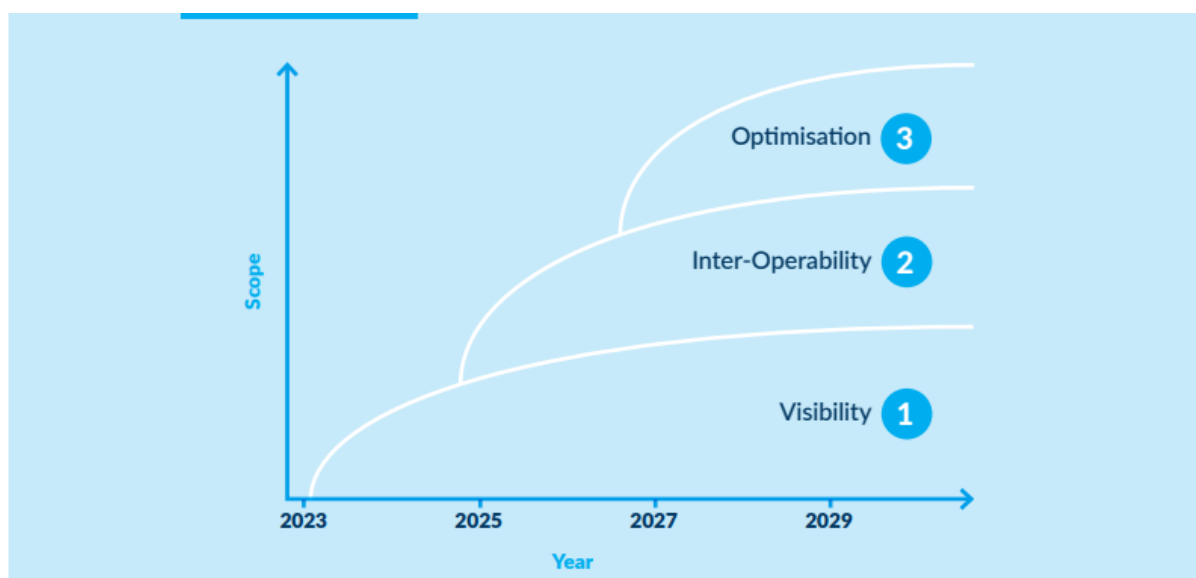 Optimisation 3
Inter-Operability 2
Scope
Visibility 1
2023 2025 2027 2029
Year